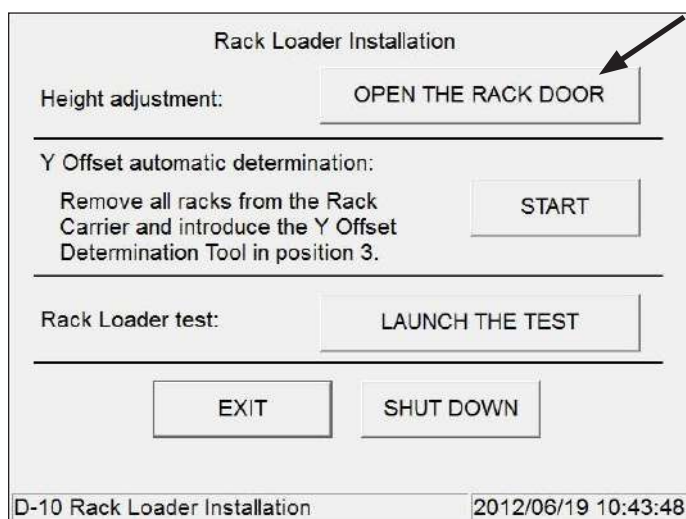 Rack Loader Installation
Height adjustment:
OPEN THE RACK DOOR
Y Offset automatic determination:
Remove all racks from the Rack
Carrier and introduce the Y Offset
Determination Tool in position 3.
START
Rack Loader test:
LAUNCH THE TEST
EXIT
SHUT DOWN
D-10 Rack Loader Installation
2012/06/19 10:43:48